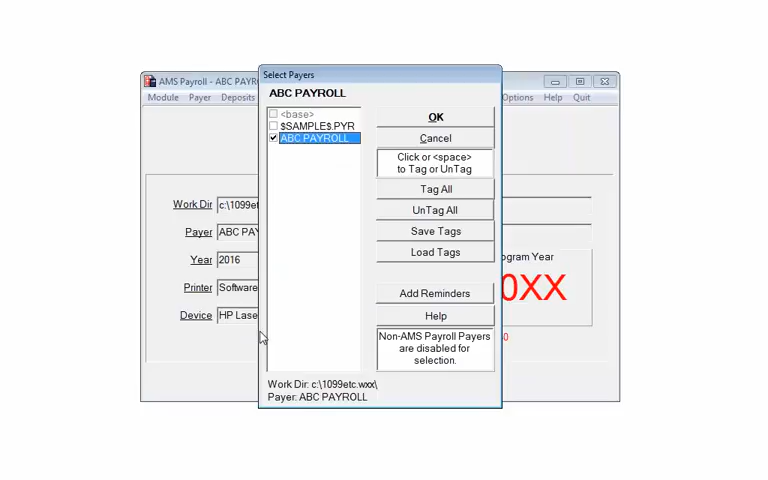 Select Payers
AMS Payroll - ABC PAYR
Module Payer Deposits Options Help Quit
ABC PAYROLL
<base>
$SAMPLE$.PYR
ABC PAYROLL
OK
Cancel
Click or <space>
to Tag or UnTag
Tag All
UnTag All
Save Tags
Load Tags
Add Reminders
Help
Non-AMS Payroll Payers
are disabled for
selection.
Work Dir: c:\1099etc.wxx\
Payer: ABC PAYROLL
Work Dir c:\1099et
Payer ABC PAY
Year 2016
Printer Software
Device HP Lase
ogram Year
0XX
0